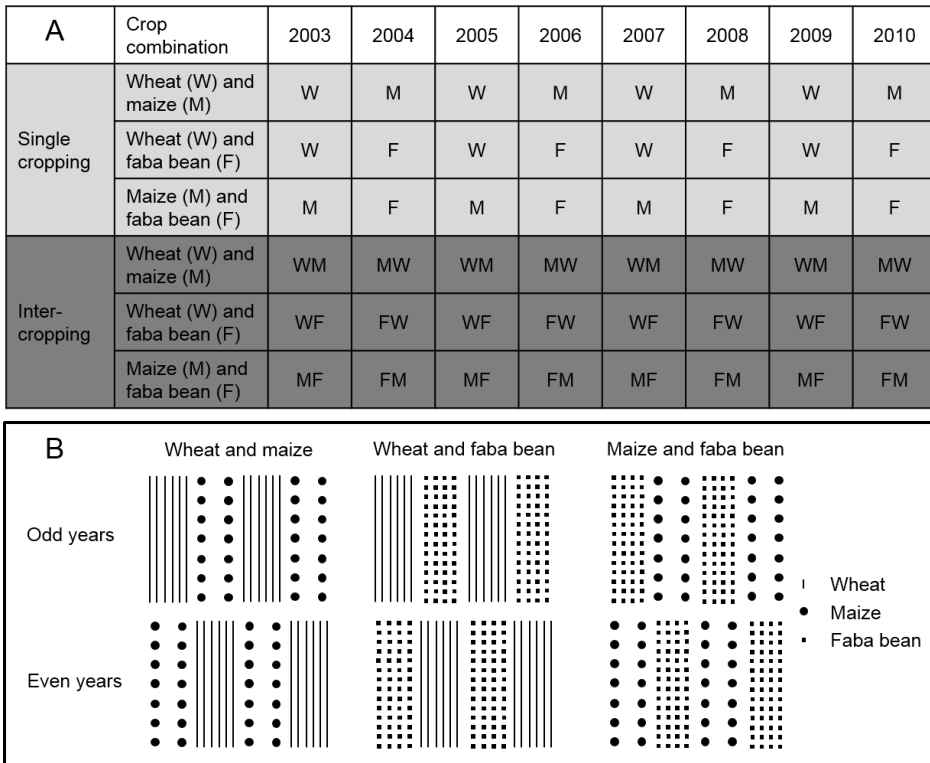 A Crop combination 2003 2004 2005 2006 2007 2008 2009 2010
Single cropping
Wheat (W) and maize (M) W M W M W M W M
Wheat (W) and faba bean (F) W F W F W F W F
Maize (M) and faba bean (F) M F M F M F M F
Inter-cropping
Wheat (W) and maize (M) WM MW WM MW WM MW WM MW
Wheat (W) and faba bean (F) WF FW WF FW WF FW WF FW
Maize (M) and faba bean (F) MF FM MF FM MF FM MF FM
B
Wheat and maize Wheat and faba bean Maize and faba bean
Odd years
Even years
Wheat
Maize
Faba bean